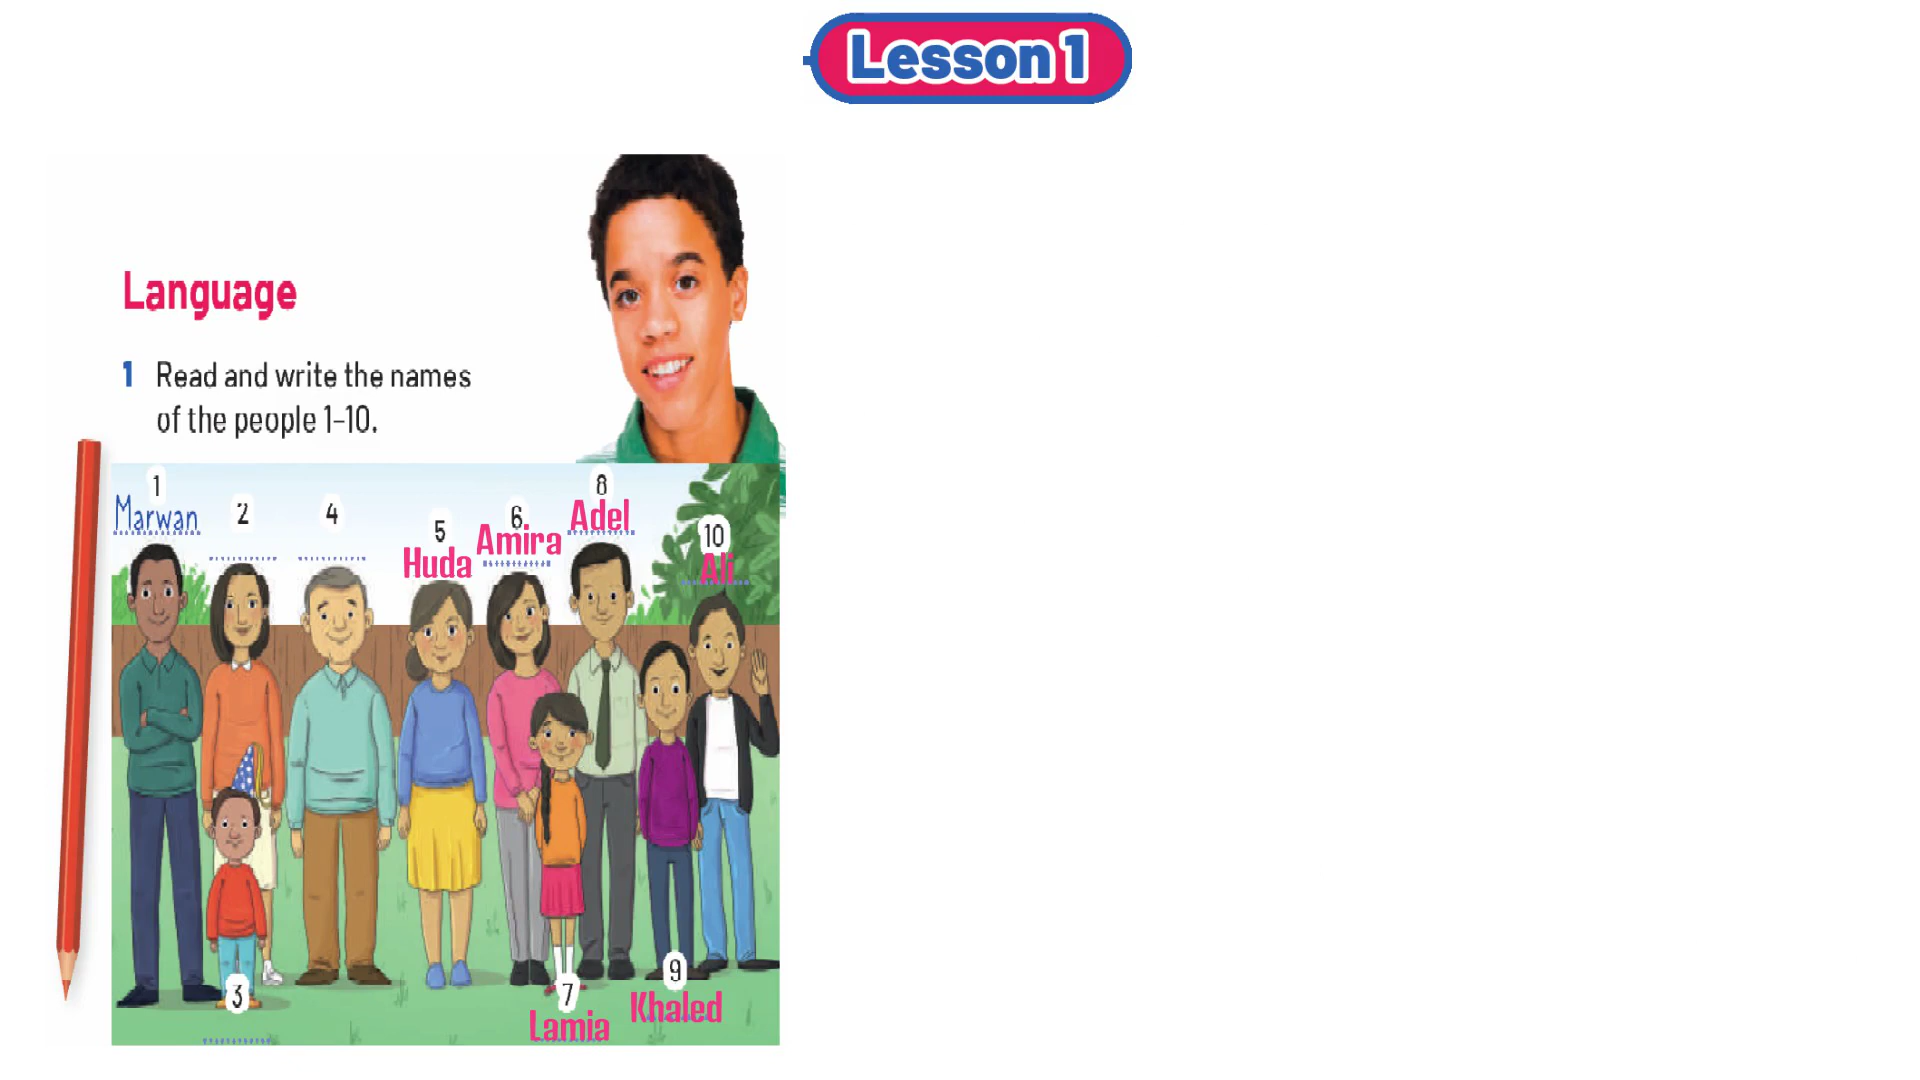 Lesson 1
Language
1 Read and write the names
of the people 1–10.
1
Marwan
2
4
5
Huda
6
Amira
8
Adel
10
Ali
3
7
Lamia
9
Khaled